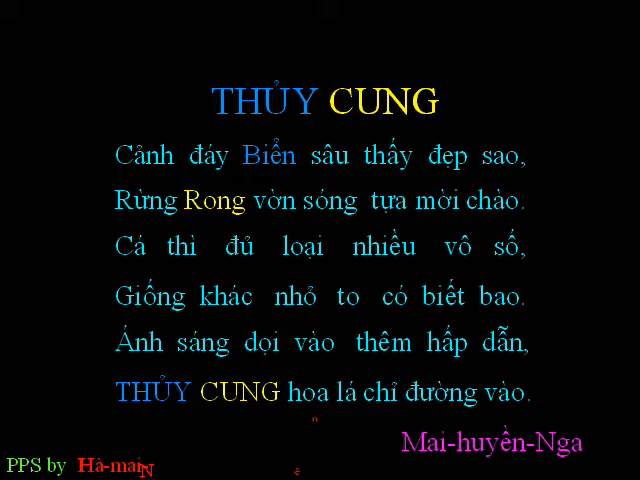 THỦY CUNG
Cảnh đáy Biển sâu thấy đẹp sao,
Rừng Rong vờn sóng tựa mời chào.
Cá thì đủ loại nhiều vô số,
Giống khác nhỏ to có biết bao.
Ánh sáng dọi vào thêm hấp dẫn,
THỦY CUNG hoa lá chỉ đường vào.
Mai-huyền-Nga
PPS by Hà-maiN